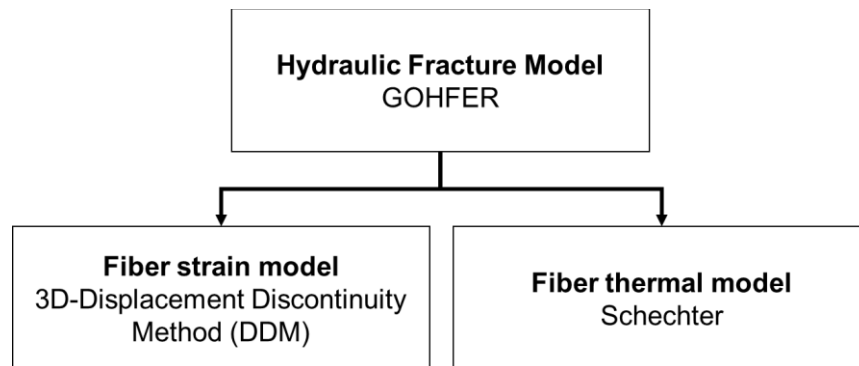 Hydraulic Fracture Model
GOHFER
Fiber strain model
3D-Displacement Discontinuity
Method (DDM)
Fiber thermal model
Schechter